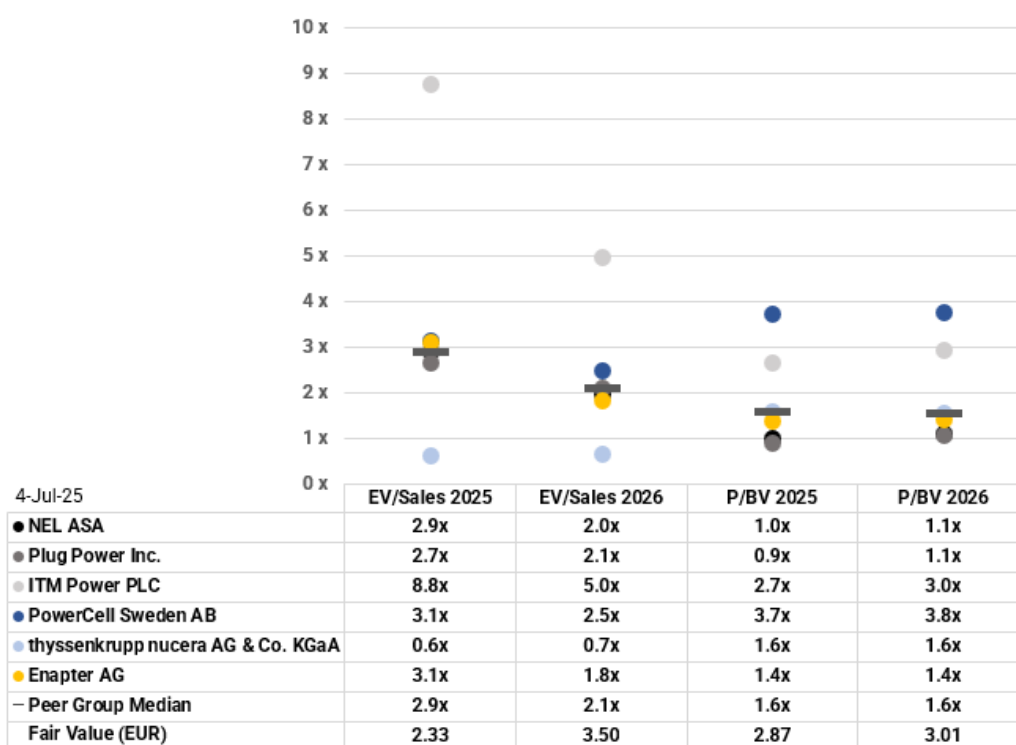 10 x
9 x
8 x
7 x
6 x
5 x
4 x
3 x
2 x
1 x
0 x
4-Jul-25 EV/Sales 2025 EV/Sales 2026 P/BV 2025 P/BV 2026
NEL ASA 2.9x 2.0x 1.0x 1.1x
Plug Power Inc. 2.7x 2.1x 0.9x 1.1x
ITM Power PLC 8.8x 5.0x 2.7x 3.0x
PowerCell Sweden AB 3.1x 2.5x 3.7x 3.8x
thyssenkrupp nucera AG & Co. KGaA 0.6x 0.7x 1.6x 1.6x
Enapter AG 3.1x 1.8x 1.4x 1.4x
Peer Group Median 2.9x 2.1x 1.6x 1.6x
Fair Value (EUR) 2.33 3.50 2.87 3.01